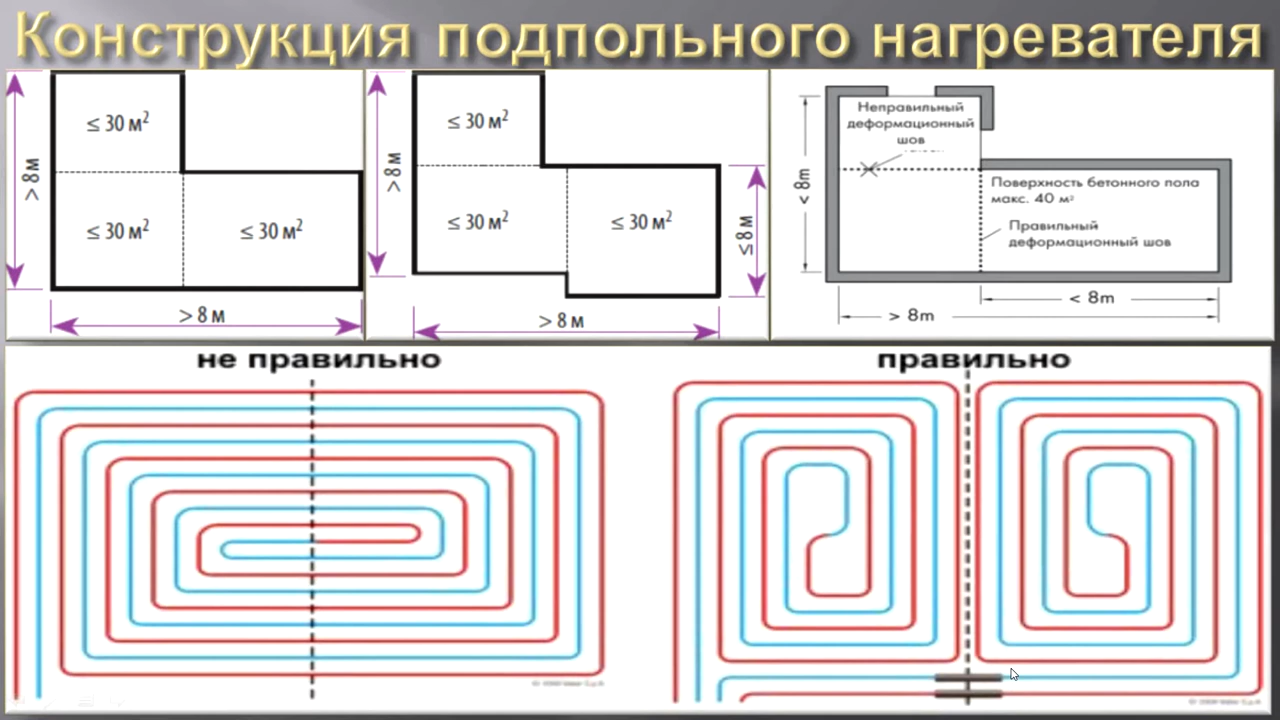 Конструкция подпольного нагревателя
≤ 30 м²
> 8 м
≤ 30 м²
≤ 30 м²
> 8 м
≤ 30 м²
> 8 м
≤ 30 м²
≤ 30 м²
≤ 8 м
> 8 м
Неправильный
деформационный
шов
< 8m
Поверхность бетонного пола
макс. 40 м²
Правильный
деформационный шов
< 8m
> 8m
не правильно
правильно